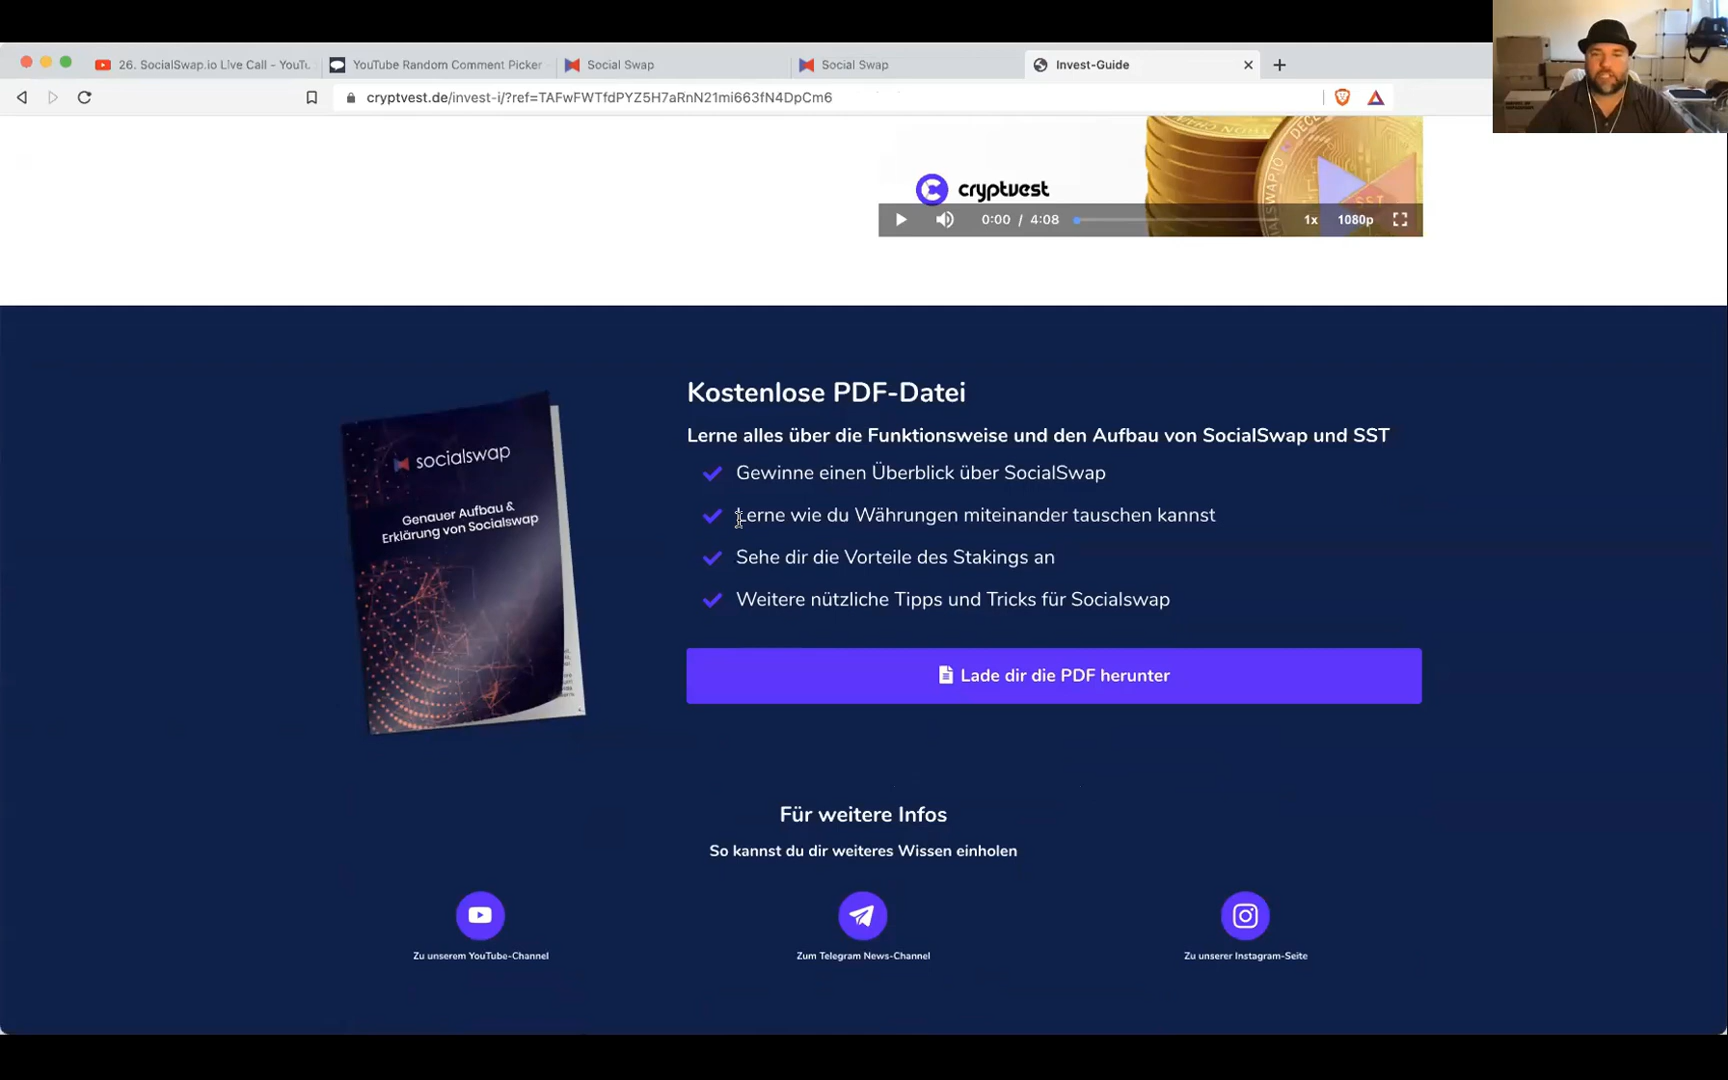 26. SocialSwap.io Live Call - YouTu
YouTube Random Comment Picker
Social Swap
Social Swap
Invest-Guide
cryptvest.de/invest-i/?ref=TAFwFWTfdPYZ5H7aRnN21mi663fN4DpCm6
cryptvest
SST
0:00 / 4:08
1x
1080p
Kostenlose PDF-Datei
Lerne alles über die Funktionsweise und den Aufbau von SocialSwap und SST
Gewinne einen Überblick über SocialSwap
Lerne wie du Währungen miteinander tauschen kannst
Sehe dir die Vorteile des Stakings an
Weitere nützliche Tipps und Tricks für Socialswap
socialswap
Genauer Aufbau &
Erklärung von Socialswap
Lade dir die PDF herunter
Für weitere Infos
So kannst du dir weiteres Wissen einholen
Zu unserem YouTube-Channel
Zum Telegram News-Channel
Zu unserer Instagram-Seite